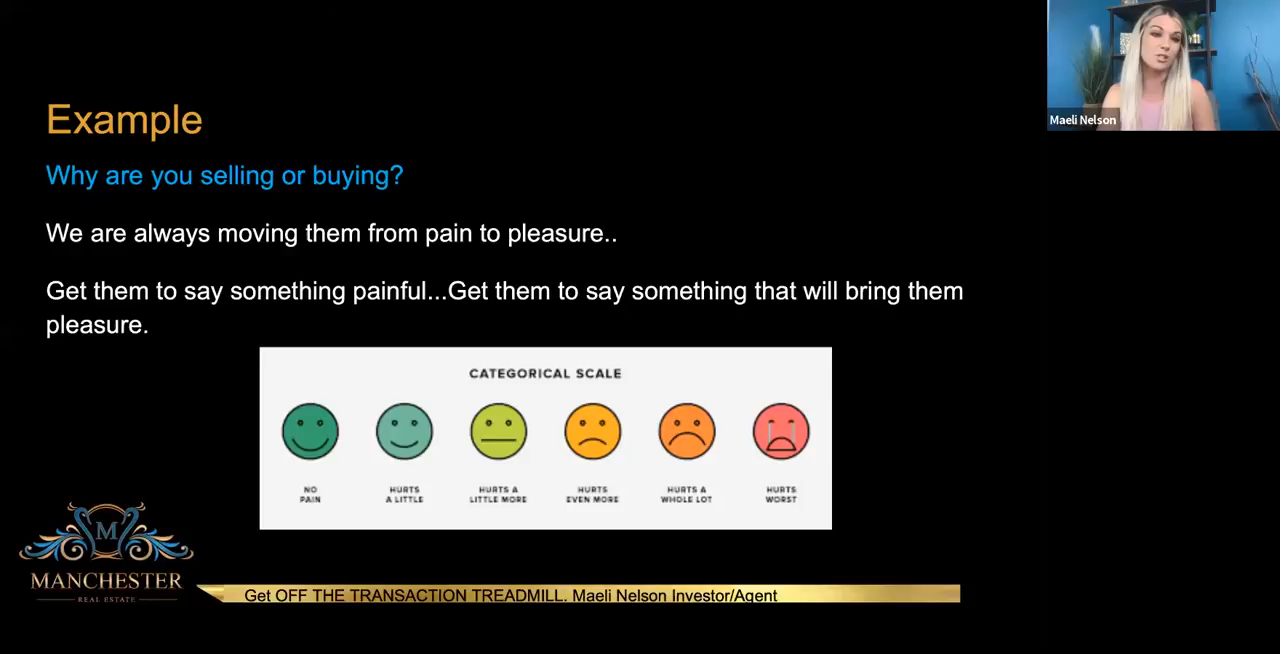 Maeli Nelson
Example
Why are you selling or buying?
We are always moving them from pain to pleasure..
Get them to say something painful...Get them to say something that will bring them
pleasure.
CATEGORICAL SCALE
NO
PAIN
HURTS
A LITTLE
HURTS A
LITTLE MORE
HURTS
EVEN MORE
HURTS A
WHOLE LOT
HURTS
WORST
M
MANCHESTER
REAL ESTATE
Get OFF THE TRANSACTION TREADMILL. Maeli Nelson Investor/Agent